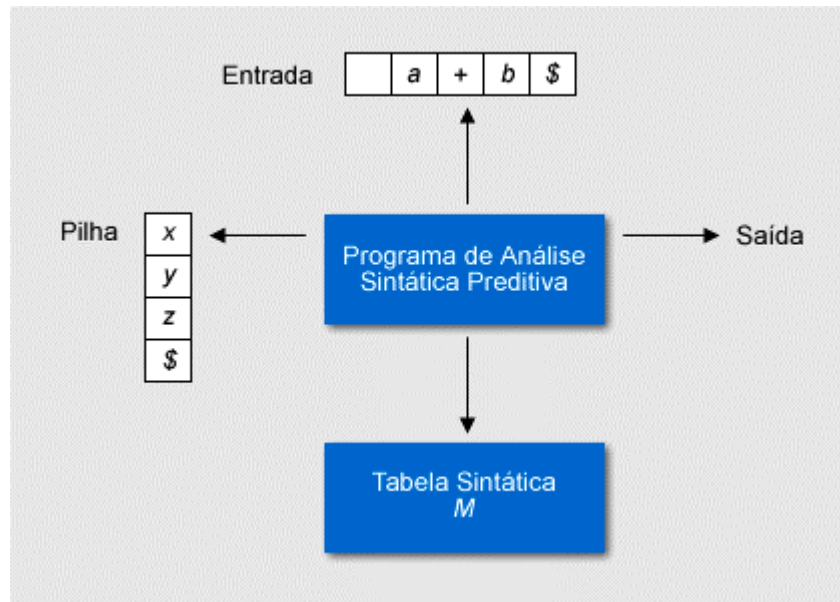 Entrada
a + b $
Pilha
x
y
z
$
Programa de Análise
Sintática Preditiva
Saída
Tabela Sintática
M